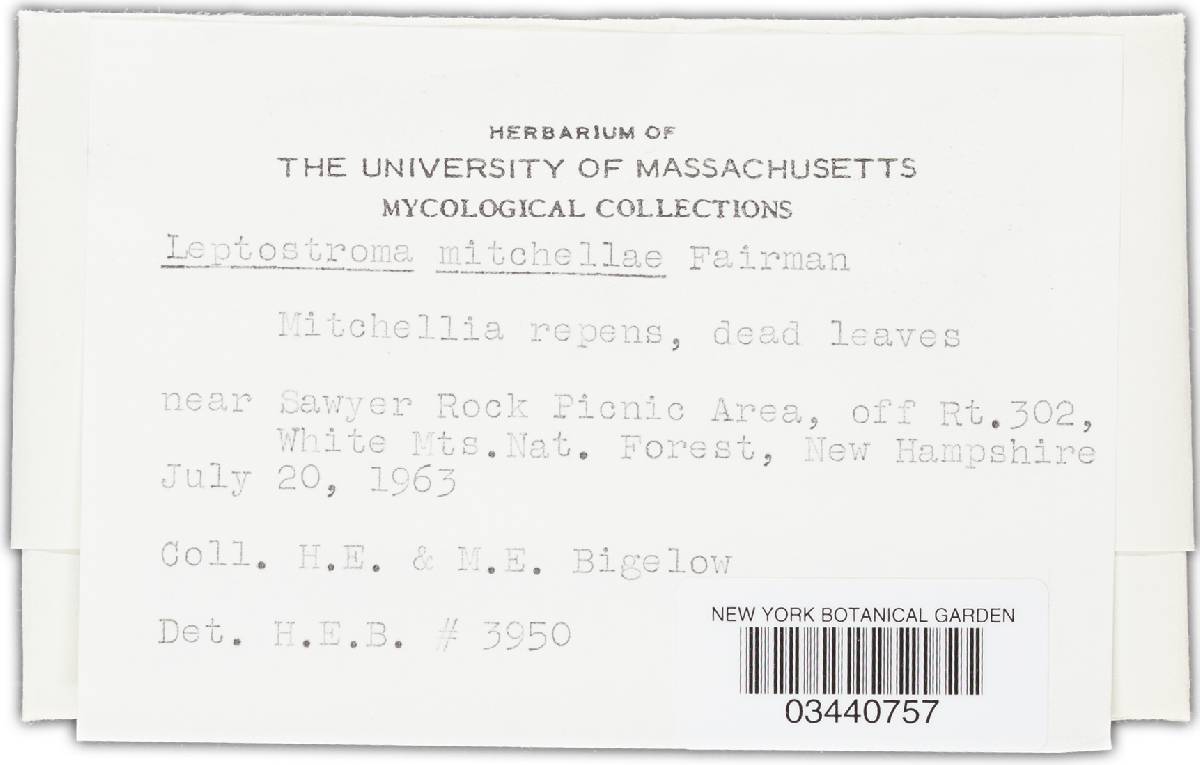 HERBARIUM OF
THE UNIVERSITY OF MASSACHUSETTS
MYCOLOGICAL COLLECTIONS
Leptostroma mitchellae Fairman
Mitchellia repens, dead leaves
near Sawyer Rock Picnic Area, off Rt.302,
White Mts.Nat. Forest, New Hampshire
July 20, 1963
Coll. H.E. & M.E. Bigelow
Det. H.E.B. # 3950
NEW YORK BOTANICAL GARDEN
03440757